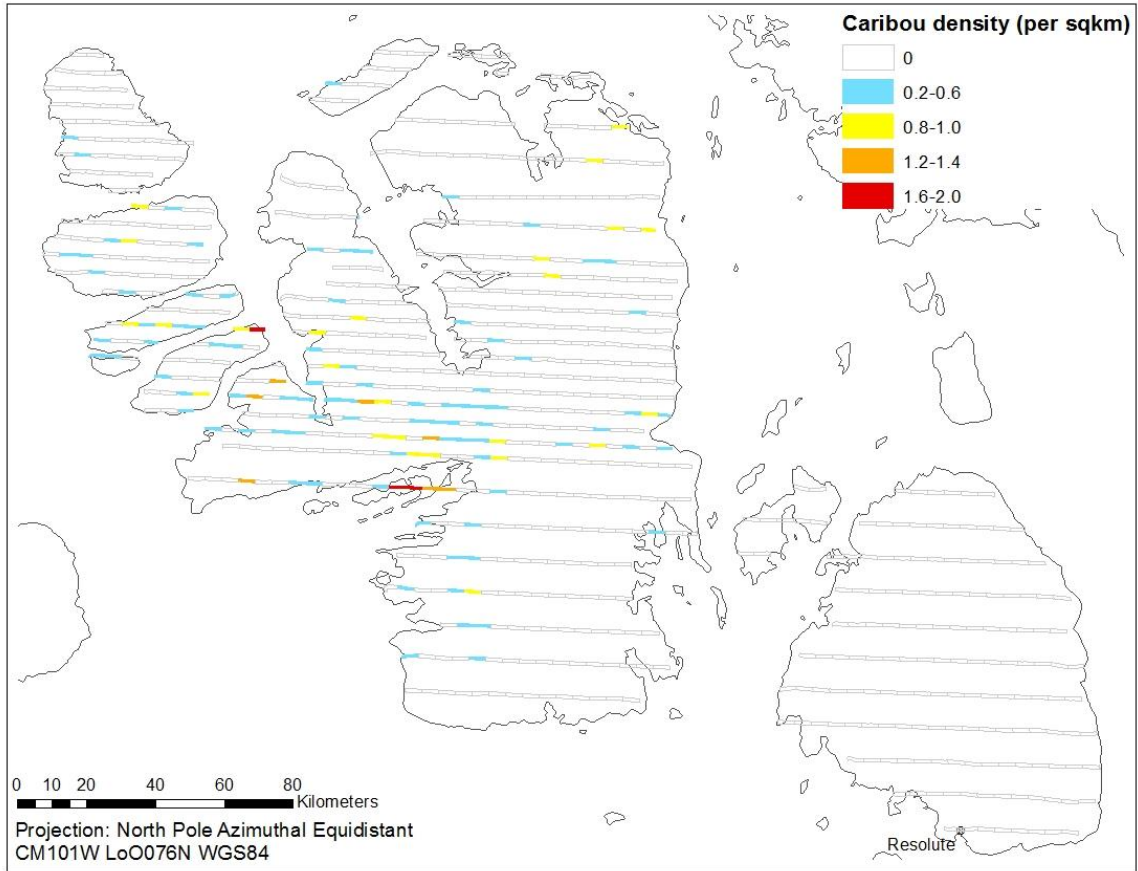 Caribou density (per sqkm)
0
0.2-0.6
0.8-1.0
1.2-1.4
1.6-2.0
0 10 20 40 60 80
Kilometers
Projection: North Pole Azimuthal Equidistant
CM101W LoO076N WGS84
Resolute